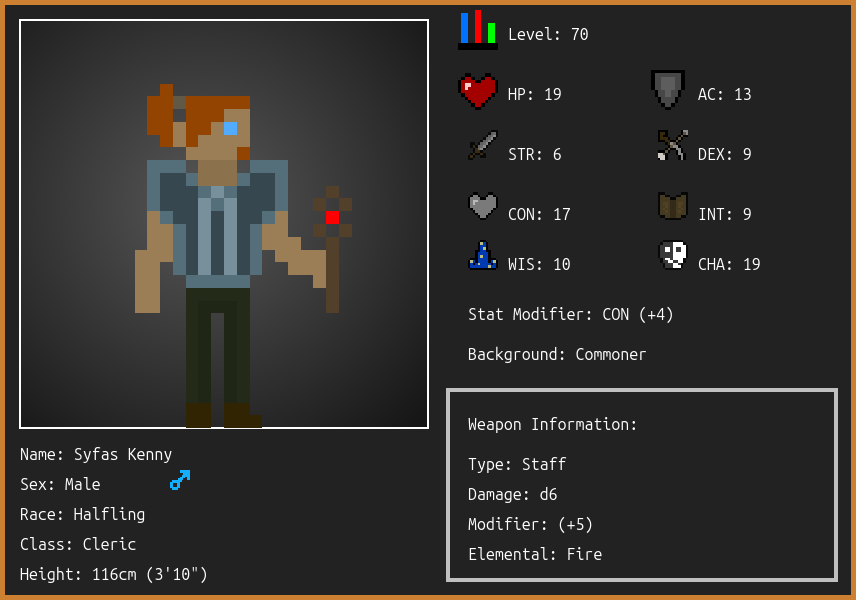 Level: 70
HP: 19
AC: 13
STR: 6
DEX: 9
CON: 17
INT: 9
WIS: 10
CHA: 19
Stat Modifier: CON (+4)
Background: Commoner
Weapon Information:
Type: Staff
Damage: d6
Modifier: (+5)
Elemental: Fire
Name: Syfas Kenny
Sex: Male
Race: Halfling
Class: Cleric
Height: 116cm (3'10")